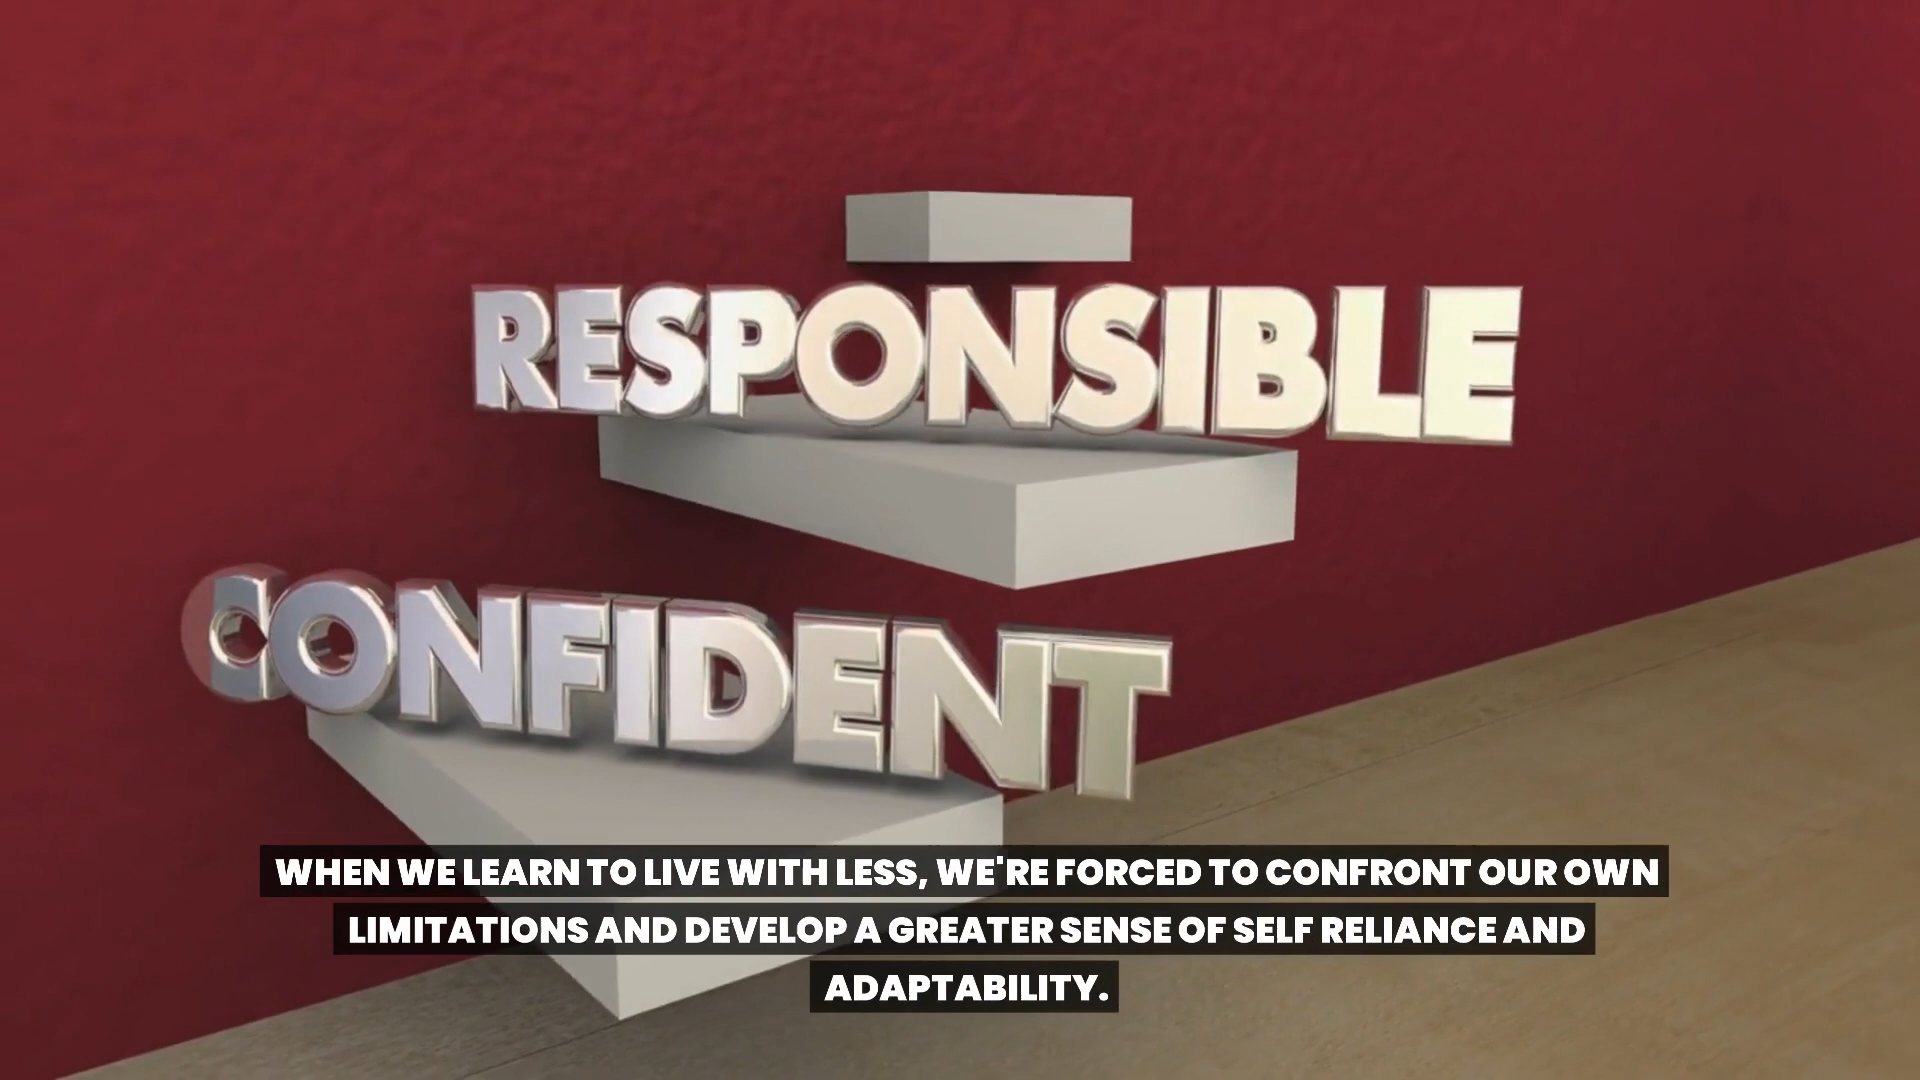 RESPONSIBLE
CONFIDENT
WHEN WE LEARN TO LIVE WITH LESS, WE'RE FORCED TO CONFRONT OUR OWN
LIMITATIONS AND DEVELOP A GREATER SENSE OF SELF RELIANCE AND
ADAPTABILITY.